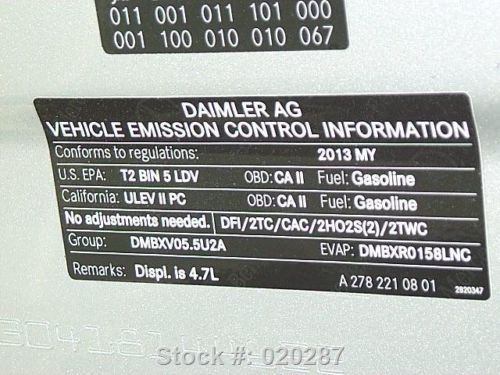 011 001 011 101 000
001 100 010 010 067
DAIMLER AG
VEHICLE EMISSION CONTROL INFORMATION
Conforms to regulations: 2013 MY
U.S. EPA: T2 BIN 5 LDV OBD: CA II Fuel: Gasoline
California: ULEV II PC OBD: CA II Fuel: Gasoline
No adjustments needed. DFI/2TC/CAC/2HO2S(2)/2TWC
Group: DMBXV05.5U2A EVAP: DMBXR0158LNC
Remarks: Displ. is 4.7L A 278 221 08 01
2820347
Stock #: 020287